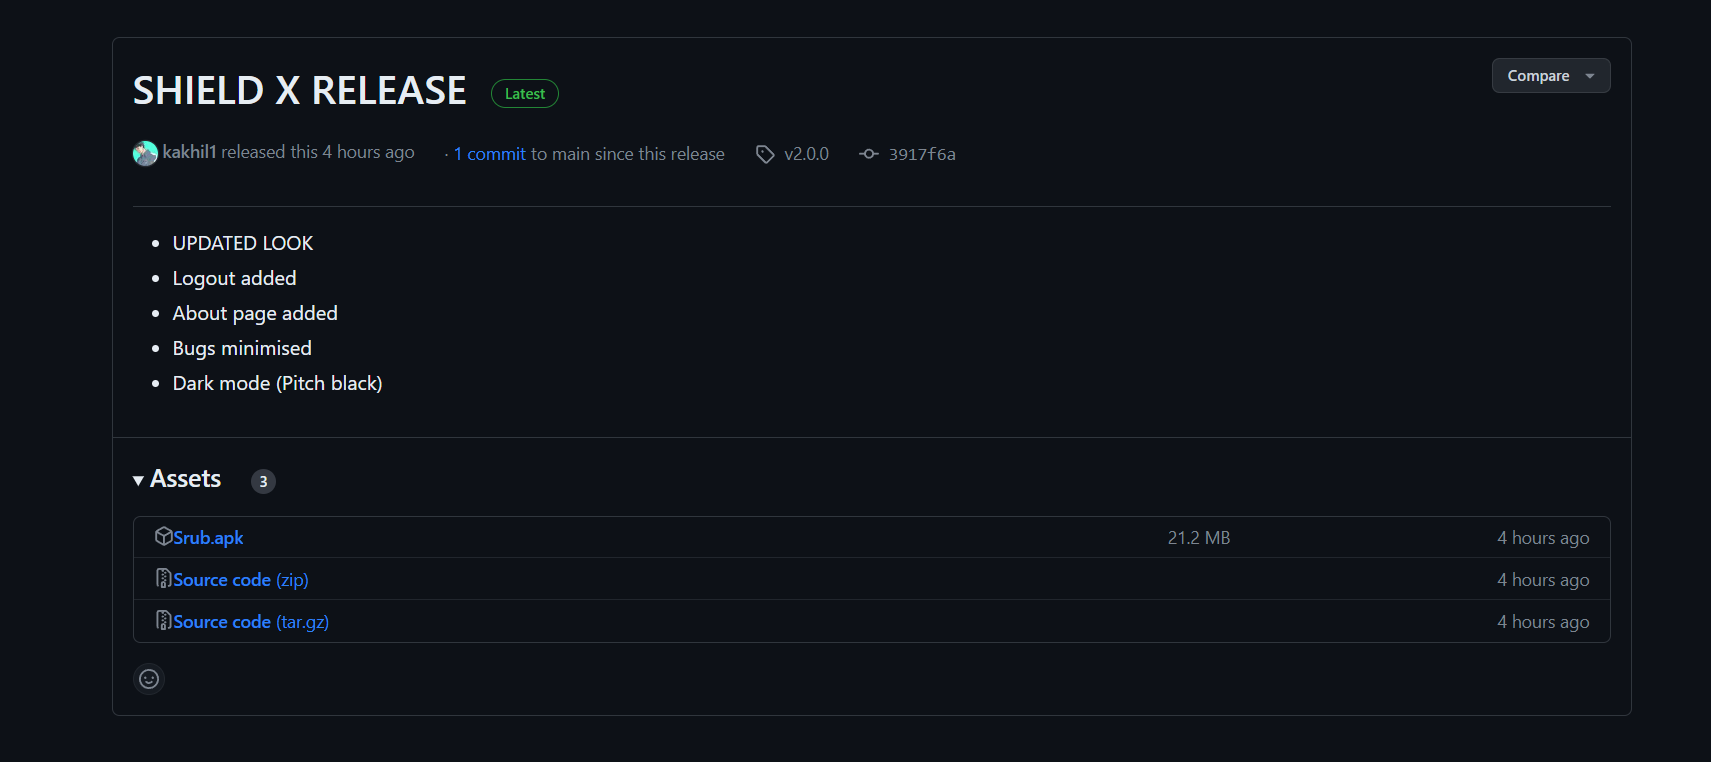 SHIELD X RELEASE Latest Compare
kakhil1 released this 4 hours ago · 1 commit to main since this release v2.0.0 3917f6a
UPDATED LOOK
Logout added
About page added
Bugs minimised
Dark mode (Pitch black)
Assets 3
Srub.apk 21.2 MB 4 hours ago
Source code (zip) 4 hours ago
Source code (tar.gz) 4 hours ago